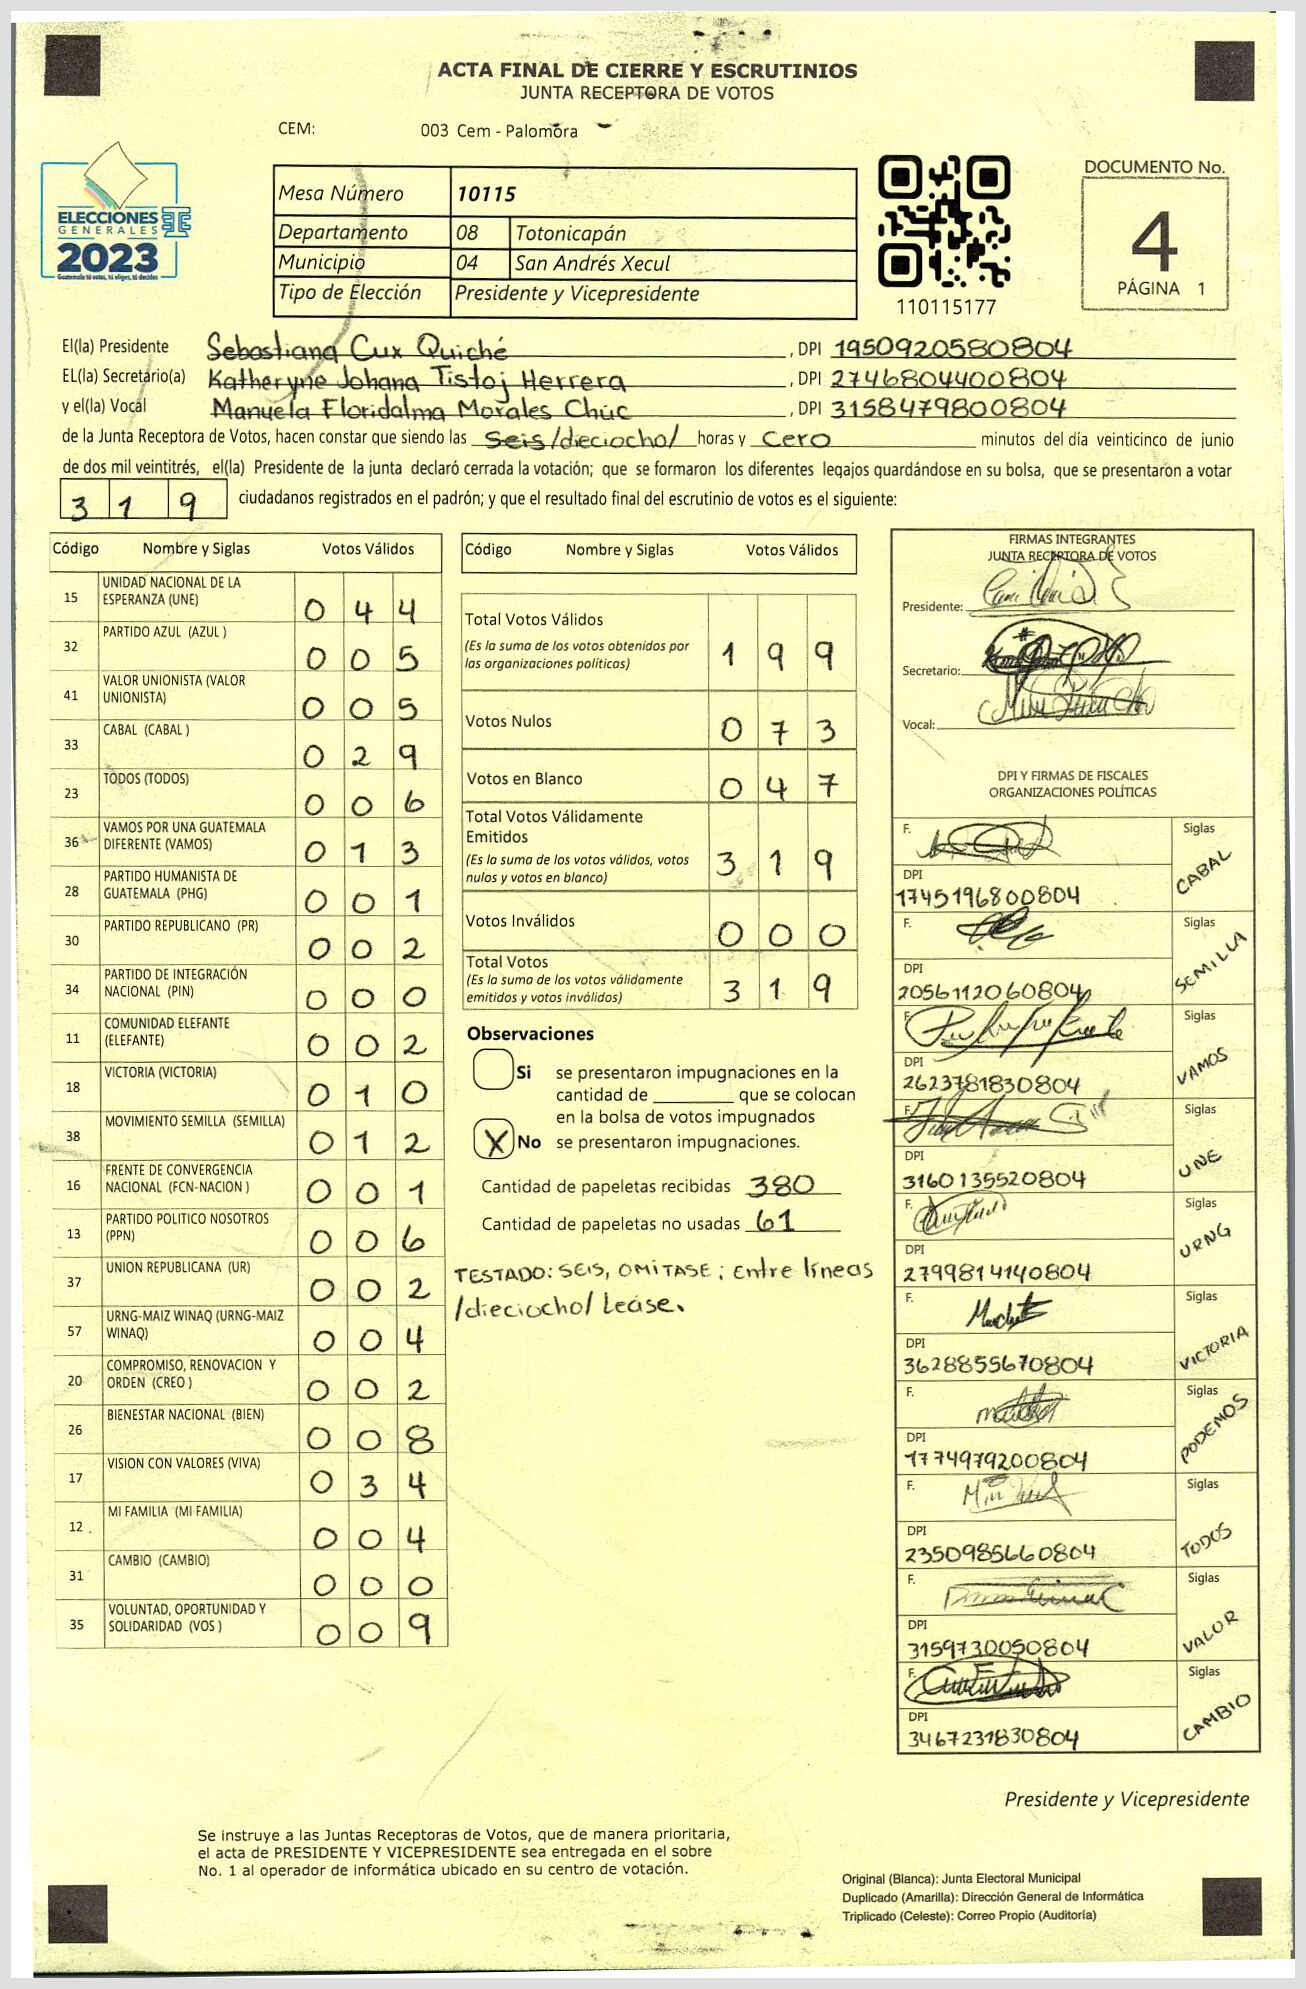 ACTA FINAL DE CIERRE Y ESCRUTINIOS
JUNTA RECEPTORA DE VOTOS
CEM: 003 Cem - Palomora
ELECCIONES
GENERALES
2023
Guatemala tú votas, tú eliges, tú decides
Mesa Número 10115
Departamento 08 Totonicapán
Municipio 04 San Andrés Xecul
Tipo de Elección Presidente y Vicepresidente
110115177
DOCUMENTO No.
4
PÁGINA 1
El(la) Presidente Sebastiana Cux Quiché, DPI 1950920580804
EL(la) Secretario(a) Katheryne Johana Tistoj Herrera, DPI 2746804400804
y el(la) Vocal Manuela Floridalma Morales Chúc, DPI 3158479800804
de la Junta Receptora de Votos, hacen constar que siendo las Seis/dieciocho/ horas y Cero minutos del día veinticinco de junio
de dos mil veintitrés, el(la) Presidente de la junta declaró cerrada la votación; que se formaron los diferentes legajos quardándose en su bolsa, que se presentaron a votar
3 1 9 ciudadanos registrados en el padrón; y que el resultado final del escrutinio de votos es el siguiente:
Código Nombre y Siglas Votos Válidos
15 UNIDAD NACIONAL DE LA ESPERANZA (UNE) 0 4 4
32 PARTIDO AZUL (AZUL ) 0 0 5
41 VALOR UNIONISTA (VALOR UNIONISTA) 0 0 5
33 CABAL (CABAL ) 0 2 9
23 TODOS (TODOS) 0 0 6
36 VAMOS POR UNA GUATEMALA DIFERENTE (VAMOS) 0 1 3
28 PARTIDO HUMANISTA DE GUATEMALA (PHG) 0 0 1
30 PARTIDO REPUBLICANO (PR) 0 0 2
34 PARTIDO DE INTEGRACIÓN NACIONAL (PIN) 0 0 0
11 COMUNIDAD ELEFANTE (ELEFANTE) 0 0 2
18 VICTORIA (VICTORIA) 0 1 0
38 MOVIMIENTO SEMILLA (SEMILLA) 0 1 2
16 FRENTE DE CONVERGENCIA NACIONAL (FCN-NACION ) 0 0 1
13 PARTIDO POLITICO NOSOTROS (PPN) 0 0 6
37 UNION REPUBLICANA (UR) 0 0 2
57 URNG-MAIZ WINAQ (URNG-MAIZ WINAQ) 0 0 4
20 COMPROMISO, RENOVACION Y ORDEN (CREO ) 0 0 2
26 BIENESTAR NACIONAL (BIEN) 0 0 8
17 VISION CON VALORES (VIVA) 0 3 4
12 MI FAMILIA (MI FAMILIA) 0 0 4
31 CAMBIO (CAMBIO) 0 0 0
35 VOLUNTAD, OPORTUNIDAD Y SOLIDARIDAD (VOS ) 0 0 9
Código Nombre y Siglas Votos Válidos
Total Votos Válidos
(Es la suma de los votos obtenidos por
las organizaciones políticas) 1 9 9
Votos Nulos 0 7 3
Votos en Blanco 0 4 7
Total Votos Válidamente
Emitidos
(Es la suma de los votos válidos, votos
nulos y votos en blanco) 3 1 9
Votos Inválidos 0 0 0
Total Votos
(Es la suma de los votos válidamente
emitidos y votos inválidos) 3 1 9
Observaciones
Si se presentaron impugnaciones en la
cantidad de ________ que se colocan
en la bolsa de votos impugnados
X No se presentaron impugnaciones.
Cantidad de papeletas recibidas 380
Cantidad de papeletas no usadas 61
TESTADO: SEIS, OMITASE; Entre líneas
/dieciocho/ Léase.
FIRMAS INTEGRANTES
JUNTA RECEPTORA DE VOTOS
Presidente:
Secretario:
Vocal:
DPI Y FIRMAS DE FISCALES
ORGANIZACIONES POLÍTICAS
F. Siglas
DPI CABAL
1745196800804
F. Siglas
DPI SEMILLA
2056112060804
F. Siglas
DPI VAMOS
2623781830804
F. Siglas
DPI UNE
3160135520804
F. Siglas
DPI URNG
2799814140804
F. Siglas
DPI VICTORIA
3628855670804
F. Siglas
DPI PODEMOS
1774979200804
F. Siglas
DPI TODOS
2350985660804
F. Siglas
DPI VALOR
3159730050804
F. Siglas
DPI CAMBIO
3467231830804
Presidente y Vicepresidente
Se instruye a las Juntas Receptoras de Votos, que de manera prioritaria,
el acta de PRESIDENTE Y VICEPRESIDENTE sea entregada en el sobre
No. 1 al operador de informática ubicado en su centro de votación.
Original (Blanca): Junta Electoral Municipal
Duplicado (Amarilla): Dirección General de Informática
Triplicado (Celeste): Correo Propio (Auditoría)